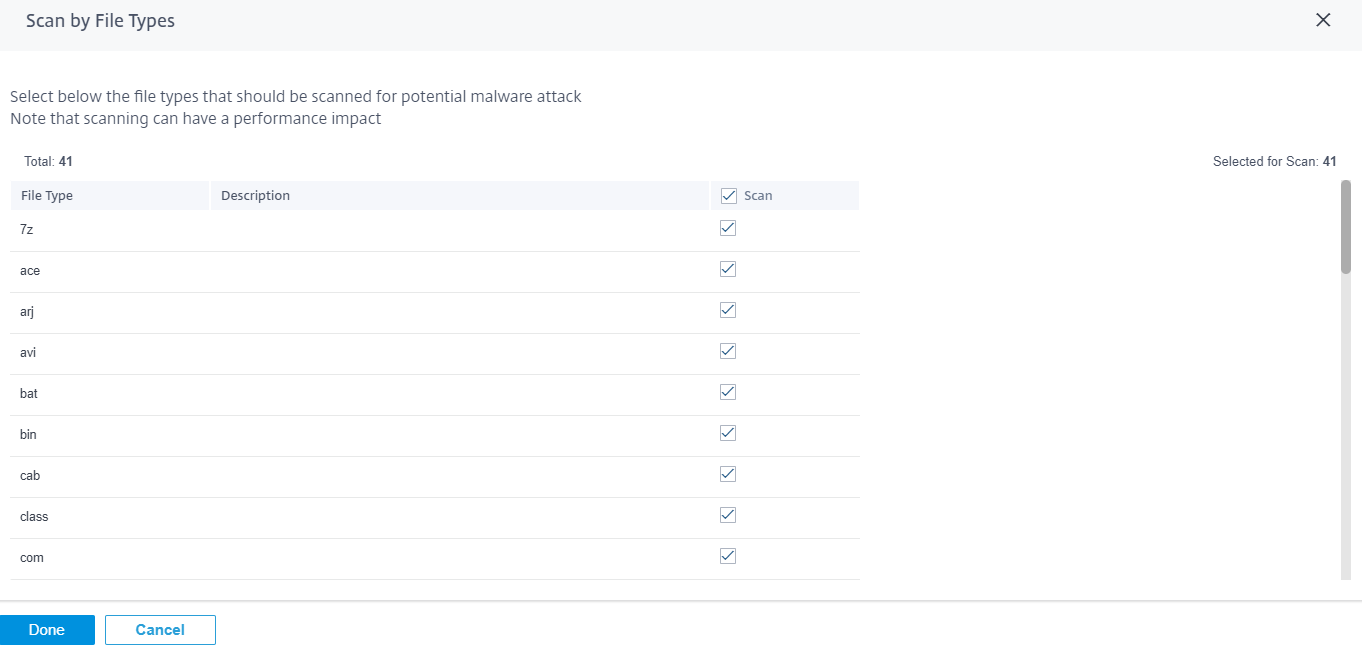 Scan by File Types
Select below the file types that should be scanned for potential malware attack
Note that scanning can have a performance impact
Total: 41 Selected for Scan: 41
File Type Description Scan
7z
ace
arj
avi
bat
bin
cab
class
com
Done Cancel